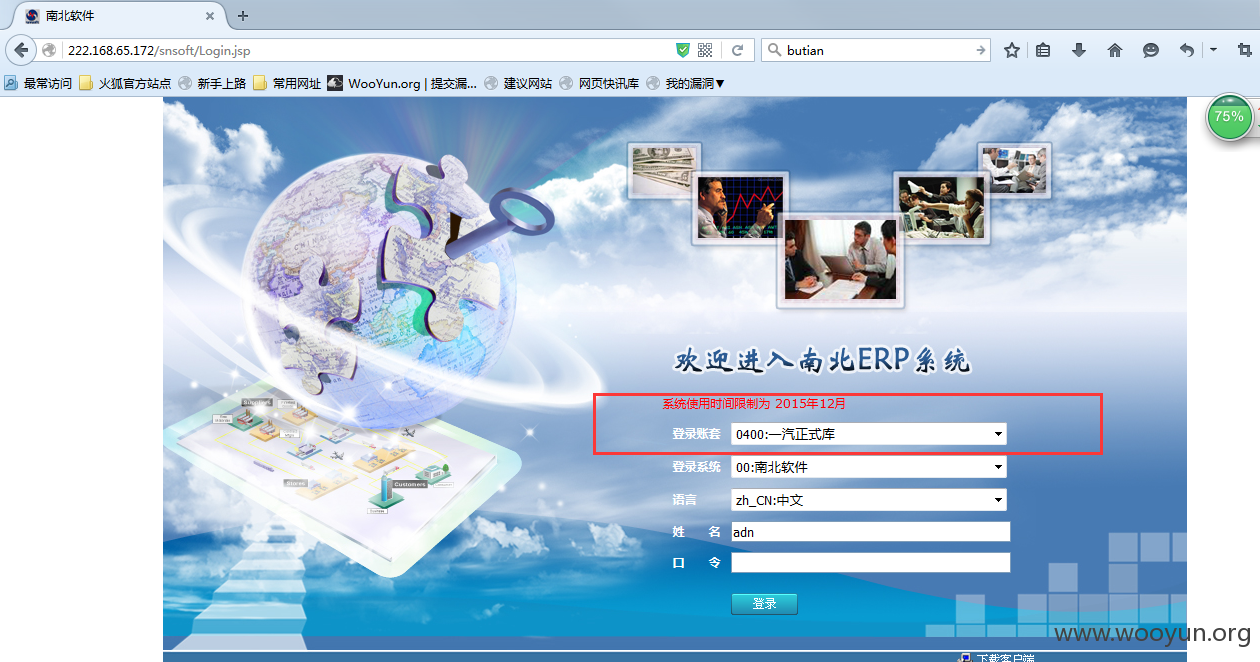 南北软件
222.168.65.172/snsoft/Login.jsp
butian
最常访问 火狐官方站点 新手上路 常用网址 WooYun.org | 提交漏... 建议网站 网页快讯库 我的漏洞▼
75%
欢迎进入南北ERP系统
系统使用时间限制为 2015年12月
登录账套 0400:一汽正式库
登录系统 00:南北软件
语言 zh_CN:中文
姓 名 adn
口 令
登录
Customers
www.wooyun.org
下载客户端